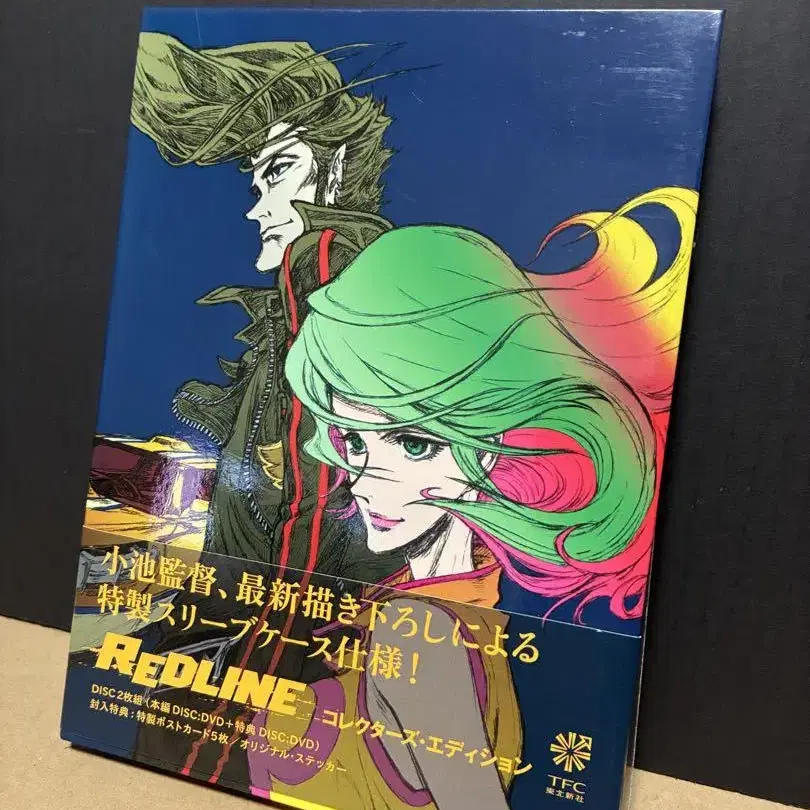 小池監督、最新描き下ろしによる
特製スリーブケース仕様!
REDLINE コレクターズ・エディション
DISC2枚組(本編DISC:DVD+特典DISC:DVD)
封入特典:特製ポストカード5枚/オリジナル・ステッカー
TFC
東北新社